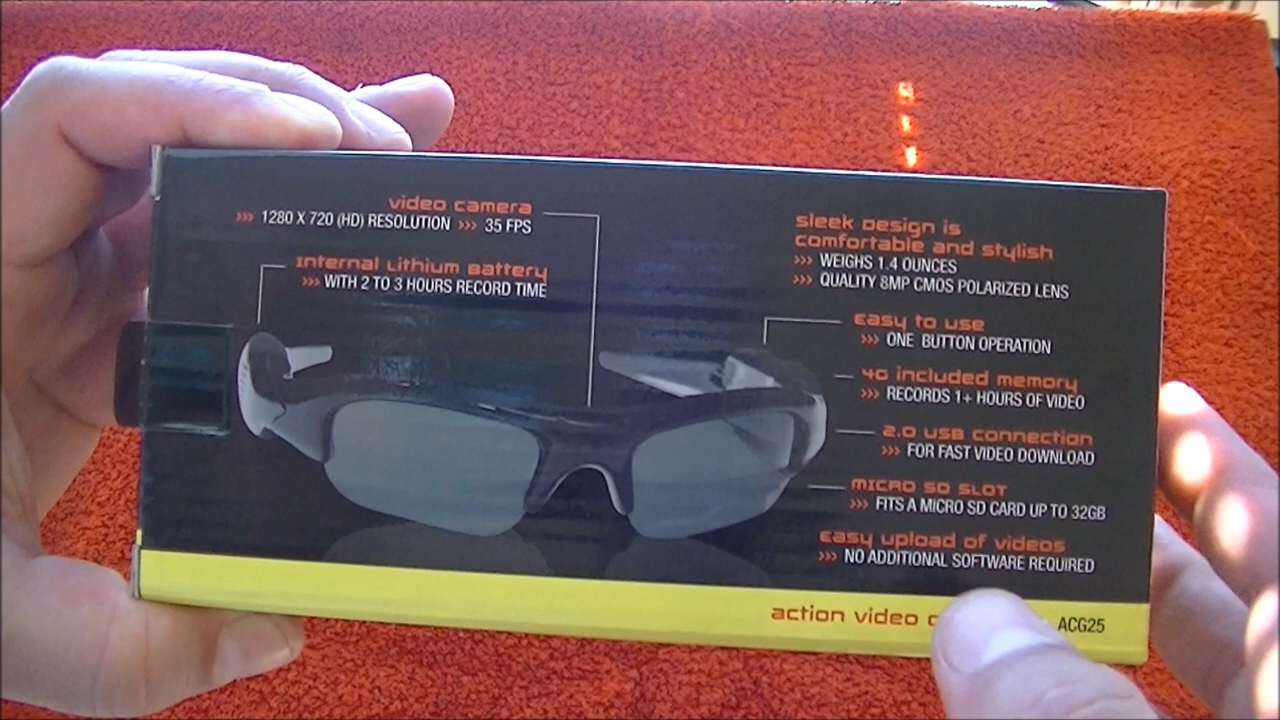 video camera
>>> 1280 X 720 (HD) RESOLUTION >>> 35 FPS
Internal Lithium Battery
>>> WITH 2 TO 3 HOURS RECORD TIME
sleek design is
comfortable and stylish
>>> WEIGHS 1.4 OUNCES
>>> QUALITY 8MP CMOS POLARIZED LENS
easy to use
>>> ONE BUTTON OPERATION
4G included memory
>>> RECORDS 1+ HOURS OF VIDEO
2.0 USB connection
>>> FOR FAST VIDEO DOWNLOAD
MICRO SD SLOT
>>> FITS A MICRO SD CARD UP TO 32GB
easy upload of videos
>>> NO ADDITIONAL SOFTWARE REQUIRED
action video
ACG25